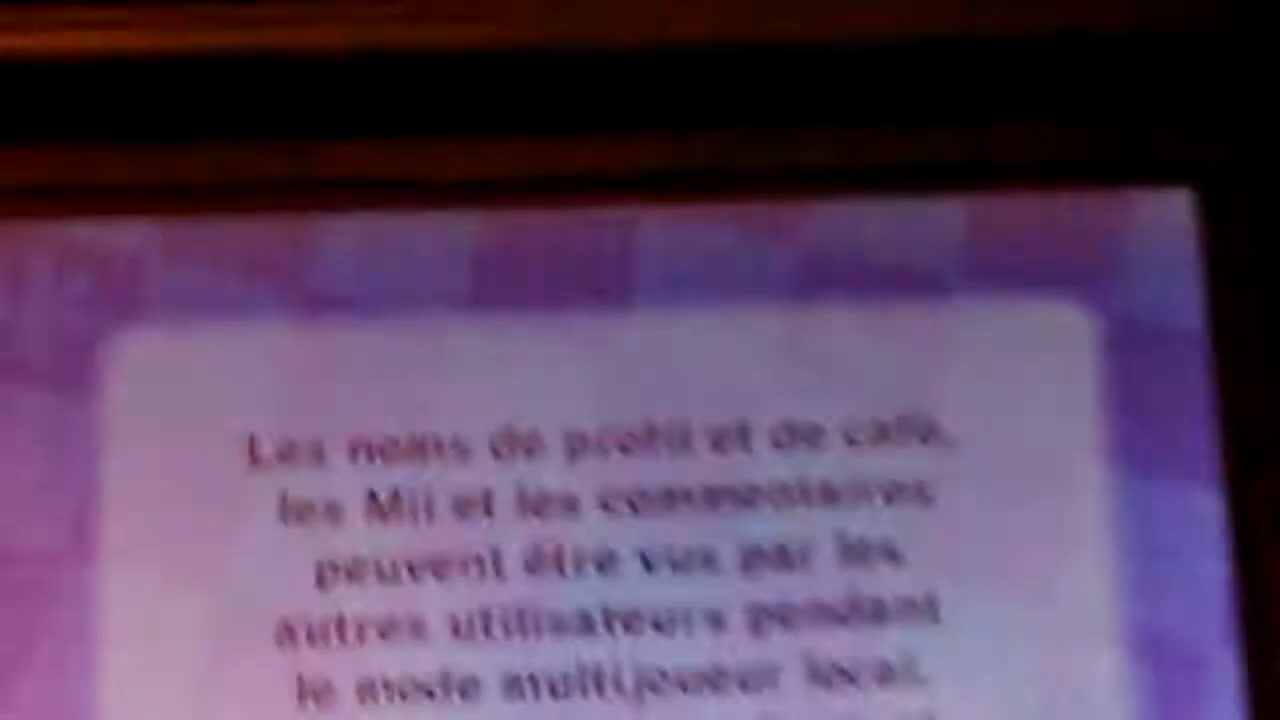 Les noms de profil et de café,
les Mii et les commentaires
peuvent être vus par les
autres utilisateurs pendant
le mode multijoueur local,